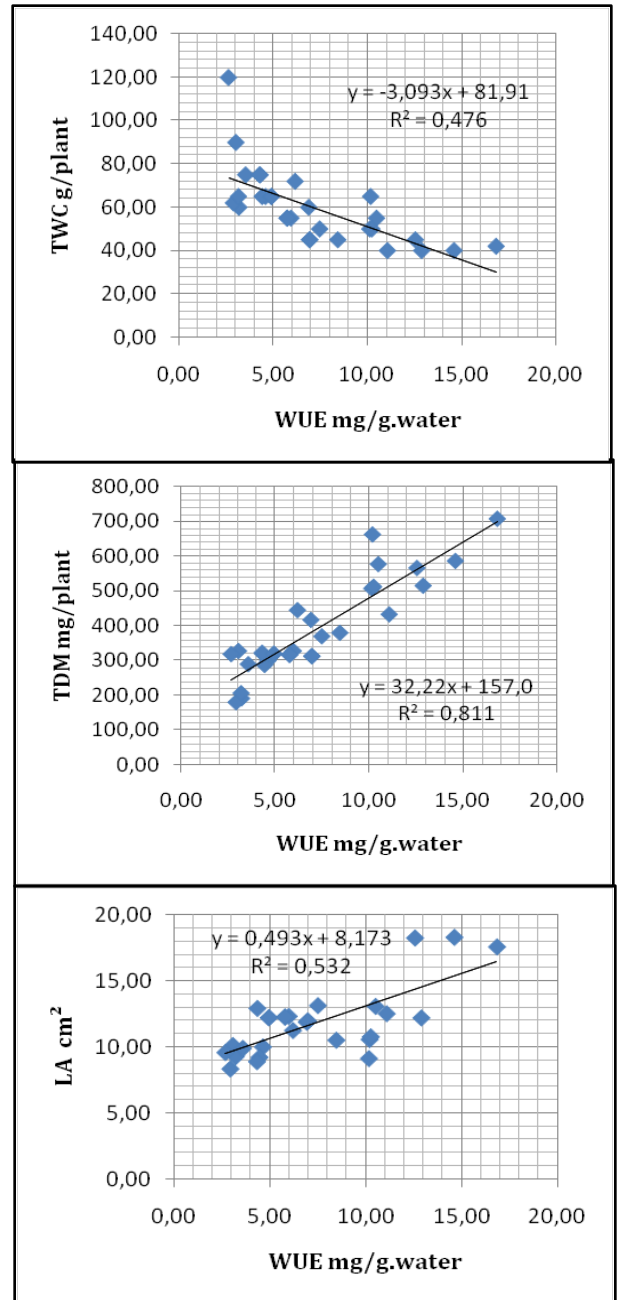 140,00
120,00
100,00
80,00
60,00
40,00
20,00
0,00
TWC g/plant
y = -3,093x + 81,91
R² = 0,476
0,00 5,00 10,00 15,00 20,00
WUE mg/g.water
800,00
700,00
600,00
500,00
400,00
300,00
200,00
100,00
0,00
TDM mg/plant
y = 32,22x + 157,0
R² = 0,811
0,00 5,00 10,00 15,00 20,00
WUE mg/g.water
20,00
15,00
10,00
5,00
0,00
LA cm²
y = 0,493x + 8,173
R² = 0,532
0,00 5,00 10,00 15,00 20,00
WUE mg/g.water